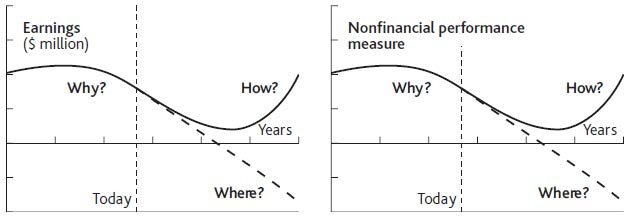 Earnings
($ million)
Why?
How?
Years
Today
Where?
Nonfinancial performance
measure
Why?
How?
Years
Today
Where?